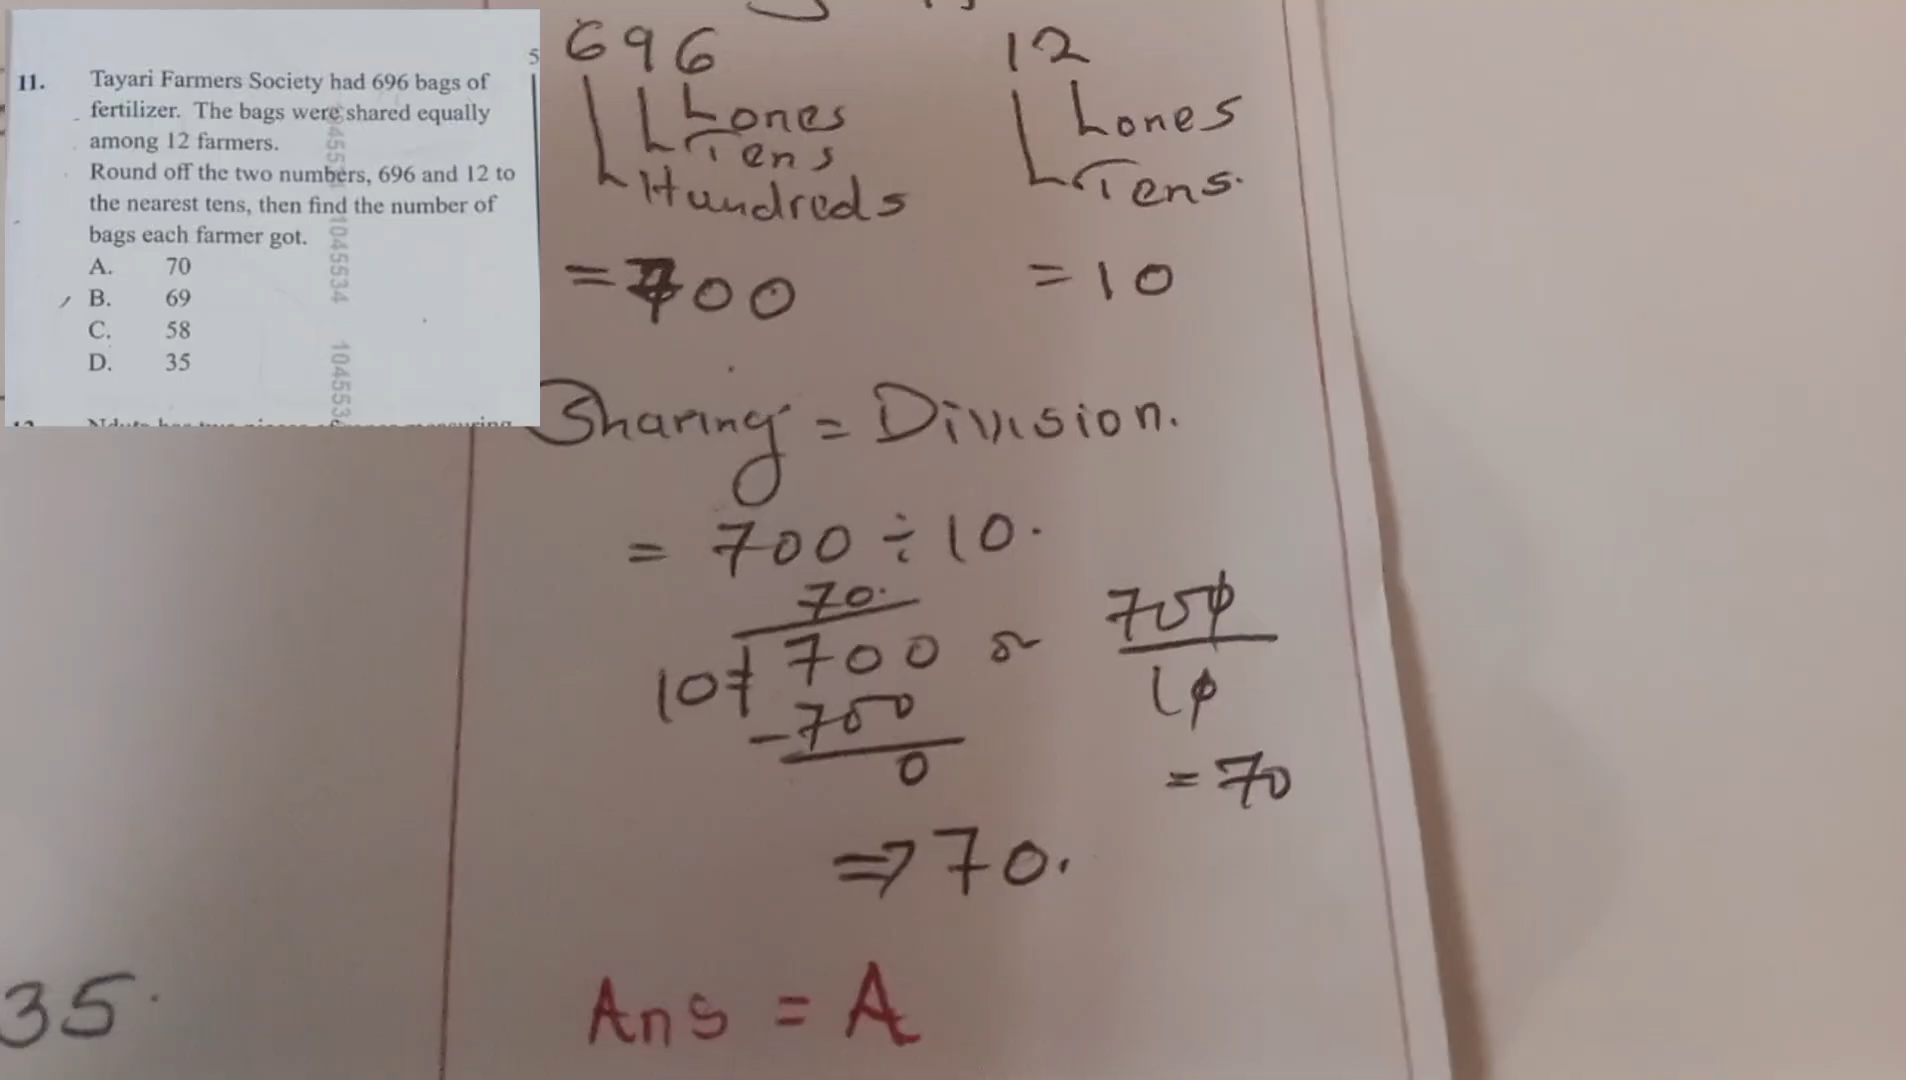 11. Tayari Farmers Society had 696 bags of
fertilizer. The bags were shared equally
among 12 farmers.
Round off the two numbers, 696 and 12 to
the nearest tens, then find the number of
bags each farmer got.
A. 70
B. 69
C. 58
D. 35
1045534
5
696
ones
Tens
Hundreds
=700
12
ones
Tens.
=10
Sharing = Division.
= 700 ÷ 10.
70.
10 700 or 700
10
-700
0
= 70
⇒ 70.
Ans = A
35.